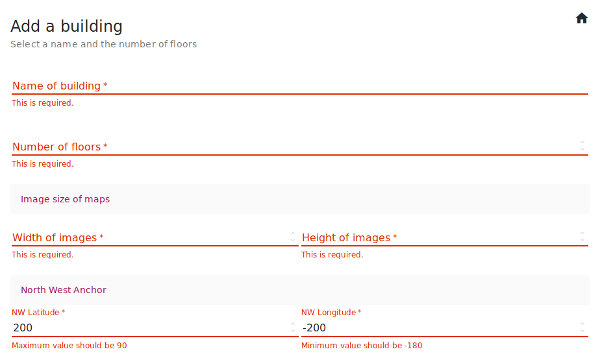 Add a building
Select a name and the number of floors
Name of building *
This is required.
Number of floors *
This is required.
Image size of maps
Width of images *
Height of images *
This is required.
This is required.
North West Anchor
NW Latitude *
NW Longitude *
200
-200
Maximum value should be 90
Minimum value should be -180